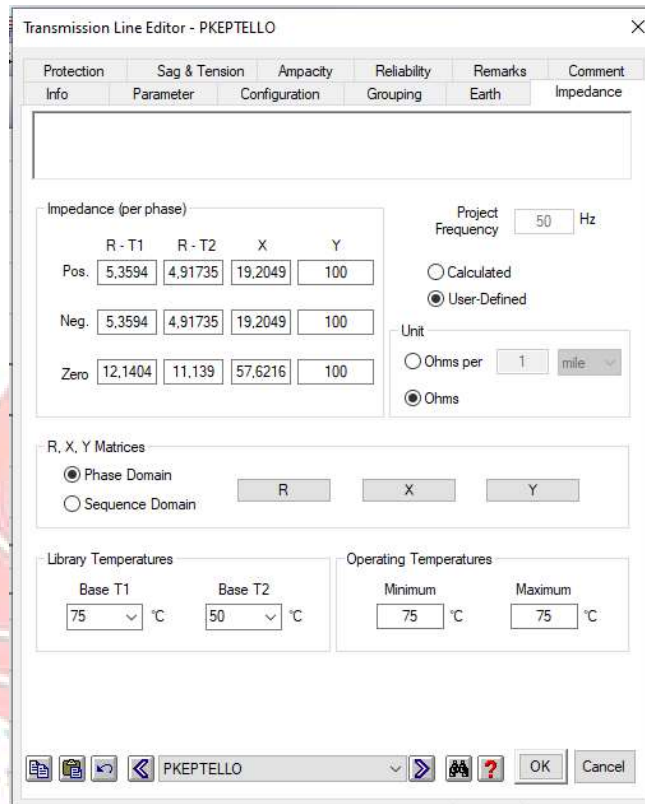 Transmission Line Editor - PKEPTELLO
Protection Sag & Tension Ampacity Reliability Remarks Comment
Info Parameter Configuration Grouping Earth Impedance
Impedance (per phase)
R - T1 R - T2 X Y
Pos. 5,3594 4,91735 19,2049 100
Neg. 5,3594 4,91735 19,2049 100
Zero 12,1404 11,139 57,6216 100
Project Frequency 50 Hz
Calculated
User-Defined
Unit
Ohms per 1 mile
Ohms
R, X, Y Matrices
Phase Domain
Sequence Domain
R X Y
Library Temperatures
Base T1 Base T2
75 °C 50 °C
Operating Temperatures
Minimum Maximum
75 °C 75 °C
PKEPTELLO ? OK Cancel